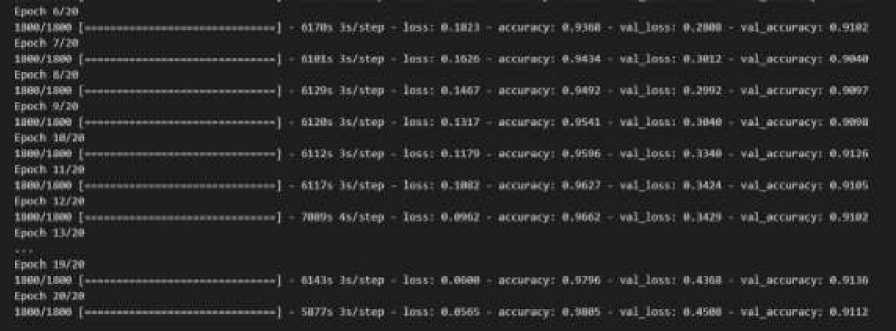 Epoch 6/20
1800/1800 [==============================] - 6170s 3s/step - loss: 0.1823 - accuracy: 0.9360 - val_loss: 0.2808 - val_accuracy: 0.9102
Epoch 7/20
1800/1800 [==============================] - 6101s 3s/step - loss: 0.1626 - accuracy: 0.9434 - val_loss: 0.3012 - val_accuracy: 0.9040
Epoch 8/20
1800/1800 [==============================] - 6129s 3s/step - loss: 0.1467 - accuracy: 0.9492 - val_loss: 0.2992 - val_accuracy: 0.9097
Epoch 9/20
1800/1800 [==============================] - 6120s 3s/step - loss: 0.1317 - accuracy: 0.9541 - val_loss: 0.3040 - val_accuracy: 0.9098
Epoch 10/20
1800/1800 [==============================] - 6112s 3s/step - loss: 0.1179 - accuracy: 0.9596 - val_loss: 0.3340 - val_accuracy: 0.9126
Epoch 11/20
1800/1800 [==============================] - 6117s 3s/step - loss: 0.1082 - accuracy: 0.9627 - val_loss: 0.3424 - val_accuracy: 0.9105
Epoch 12/20
1800/1800 [==============================] - 7009s 4s/step - loss: 0.0962 - accuracy: 0.9662 - val_loss: 0.3429 - val_accuracy: 0.9102
Epoch 13/20
...
Epoch 19/20
1800/1800 [==============================] - 6143s 3s/step - loss: 0.0600 - accuracy: 0.9796 - val_loss: 0.4368 - val_accuracy: 0.9136
Epoch 20/20
1800/1800 [==============================] - 5877s 3s/step - loss: 0.0565 - accuracy: 0.9805 - val_loss: 0.4508 - val_accuracy: 0.9112